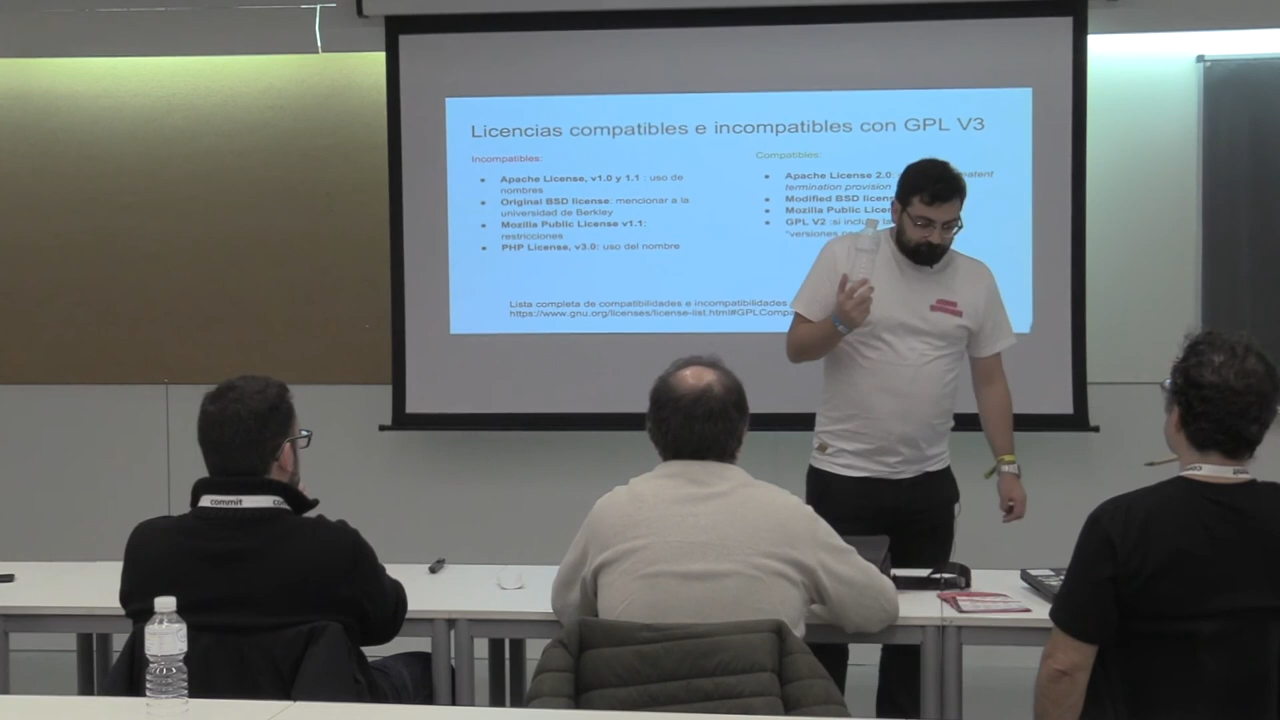 Licencias compatibles e incompatibles con GPL V3
Incompatibles:
Apache License, v1.0 y 1.1 : uso de
nombres
Original BSD license: mencionar a la
universidad de Berkley
Mozilla Public License v1.1:
restricciones
PHP License, v3.0: uso del nombre
Compatibles:
Apache License 2.0:
termination provision
Modified BSD
Mozilla Public
GPL V2 :si
"versiones
Lista completa de compatibilidades e incompatibilidades
https://www.gnu.org/licenses/license-list.html#GPLCompa
commit